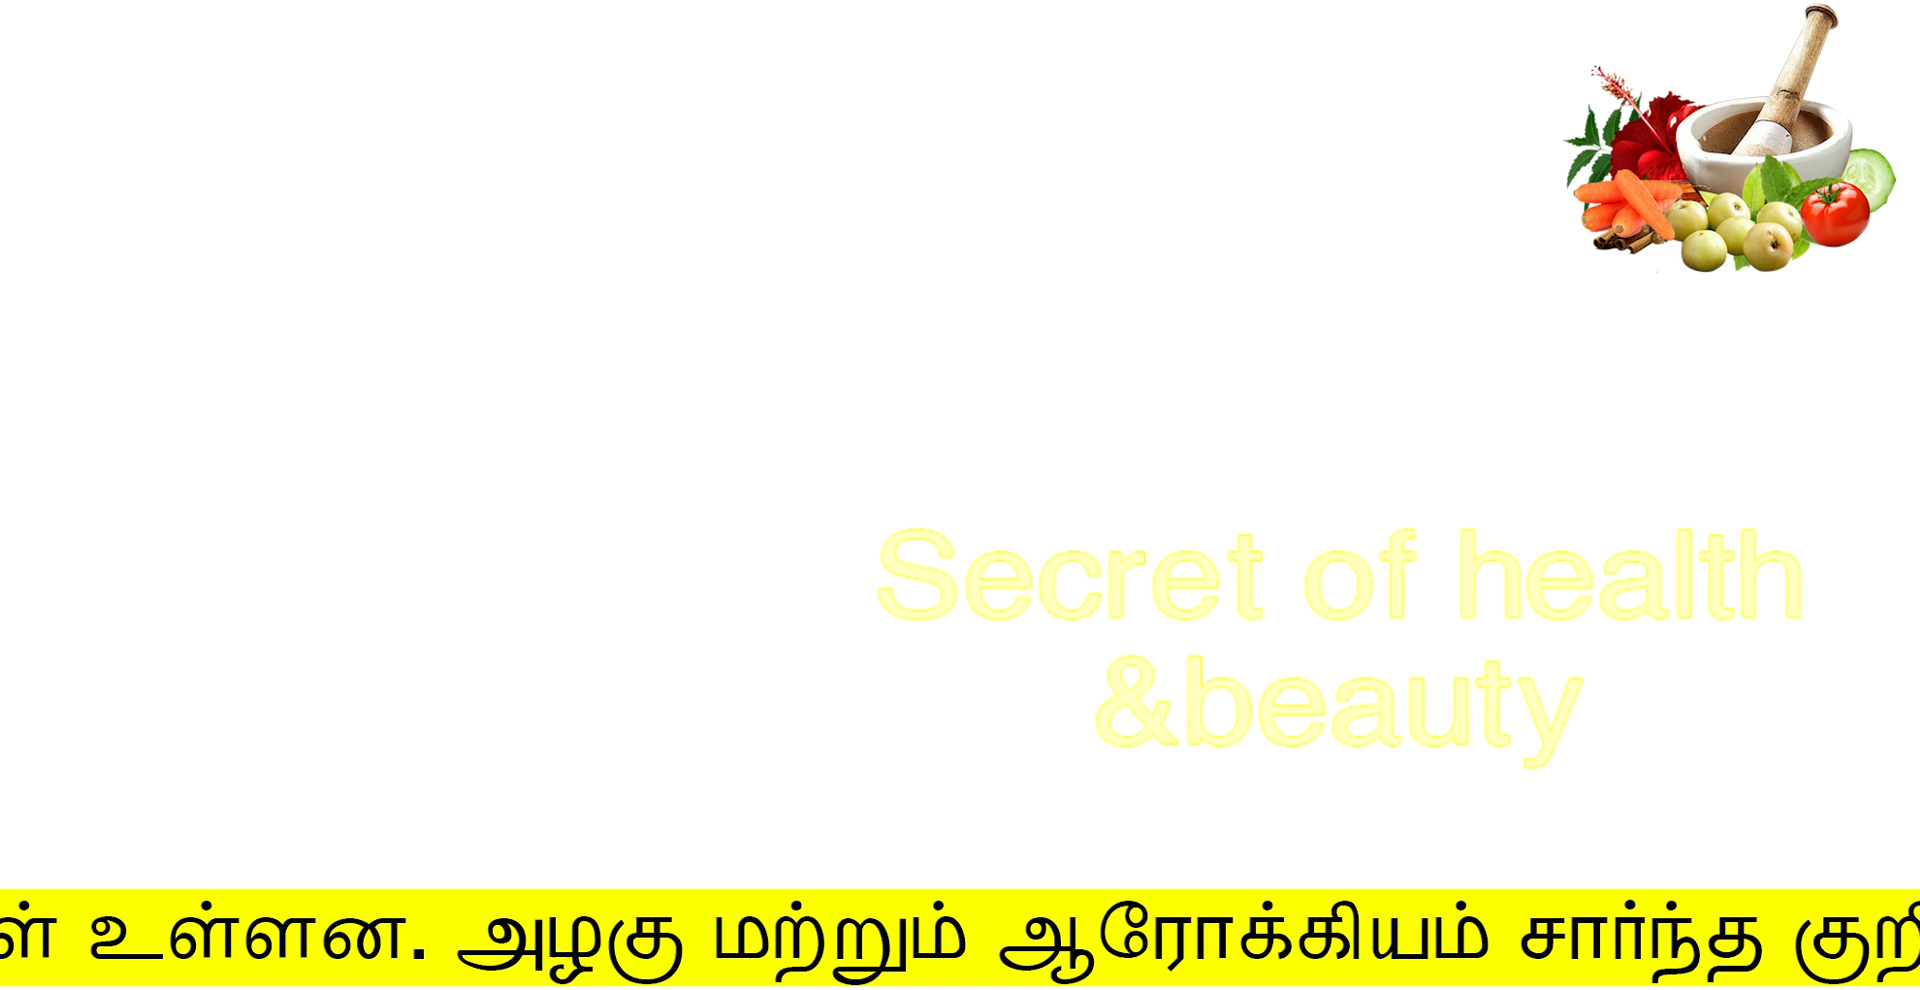 Secret of health
&beauty
உள்ளன. அழகு மற்றும் ஆரோக்கியம் சார்ந்த